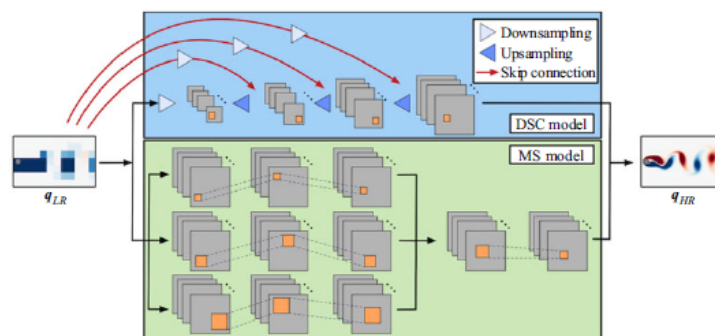 Downsampling
Upsampling
Skip connection
DSC model
MS model
q_LR
q_HR